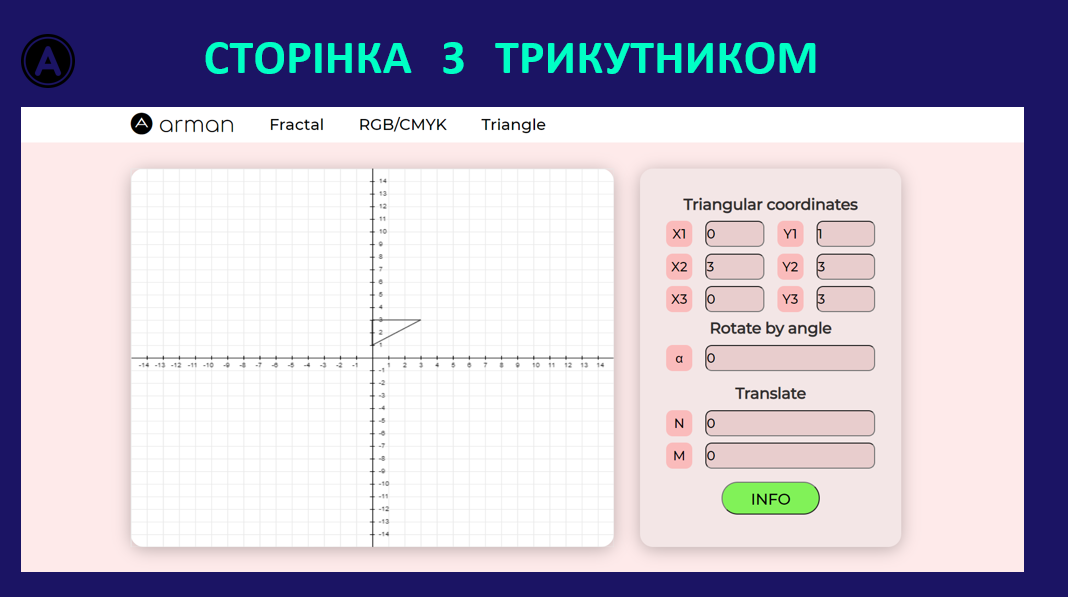 СТОРІНКА З ТРИКУТНИКОМ
arman Fractal RGB/CMYK Triangle
14
13
12
11
10
9
8
7
6
5
4
3
2
1
-14 -13 -12 -11 -10 -9 -8 -7 -6 -5 -4 -3 -2 -1 1 2 3 4 5 6 7 8 9 10 11 12 13 14
-1
-2
-3
-4
-5
-6
-7
-8
-9
-10
-11
-12
-13
-14
Triangular coordinates
X1 0 Y1 1
X2 3 Y2 3
X3 0 Y3 3
Rotate by angle
α 0
Translate
N 0
M 0
INFO